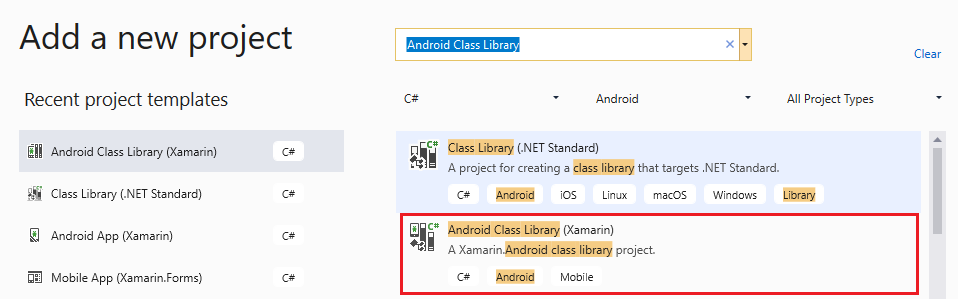 Add a new project
Android Class Library
Clear
Recent project templates
C#
Android
All Project Types
Android Class Library (Xamarin)
C#
Class Library (.NET Standard)
C#
Android App (Xamarin)
C#
Mobile App (Xamarin.Forms)
C#
C#
Class Library (.NET Standard)
A project for creating a class library that targets .NET Standard.
C#
Android
iOS
Linux
macOS
Windows
Library
C#
Android Class Library (Xamarin)
A Xamarin.Android class library project.
C#
Android
Mobile